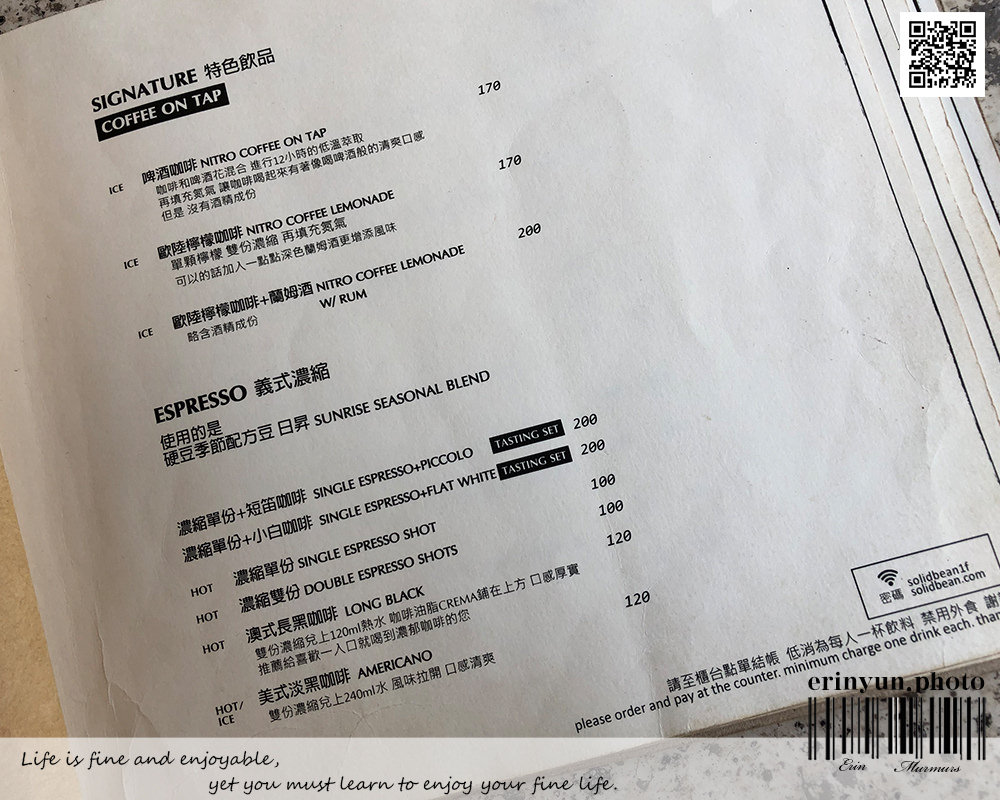 SIGNATURE 特色飲品
COFFEE ON TAP
ICE 啤酒咖啡 NITRO COFFEE ON TAP 170
咖啡和啤酒花混合 進行12小時的低溫萃取
再填充氮氣 讓咖啡喝起來有著像喝啤酒般的清爽口感
但是 沒有酒精成份
ICE 歐陸檸檬咖啡 NITRO COFFEE LEMONADE 170
單顆檸檬 雙份濃縮 再填充氮氣
可以的話加入一點點深色蘭姆酒更增添風味
ICE 歐陸檸檬咖啡+蘭姆酒 NITRO COFFEE LEMONADE 200
W/ RUM
略含酒精成份
ESPRESSO 義式濃縮
使用的是
硬豆季節配方豆 日昇 SUNRISE SEASONAL BLEND
濃縮單份+短笛咖啡 SINGLE ESPRESSO+PICCOLO TASTING SET 200
濃縮單份+小白咖啡 SINGLE ESPRESSO+FLAT WHITE TASTING SET 200
HOT 濃縮單份 SINGLE ESPRESSO SHOT 100
HOT 濃縮雙份 DOUBLE ESPRESSO SHOTS 100
HOT 澳式長黑咖啡 LONG BLACK 120
雙份濃縮兌上120ml熱水 咖啡油脂CREMA鋪在上方 口感厚實
推薦給喜歡一入口就喝到濃郁咖啡的您
HOT/ ICE 美式淡黑咖啡 AMERICANO 120
雙份濃縮兌上240ml水 風味拉開 口感清爽
密碼 solidbean1f
solidbean.com
請至櫃台點單結帳 低消為每人一杯飲料 禁用外食 謝
please order and pay at the counter. minimum charge one drink each. than
erinyun.photo
Erin Murmurs
Life is fine and enjoyable,
yet you must learn to enjoy your fine life.